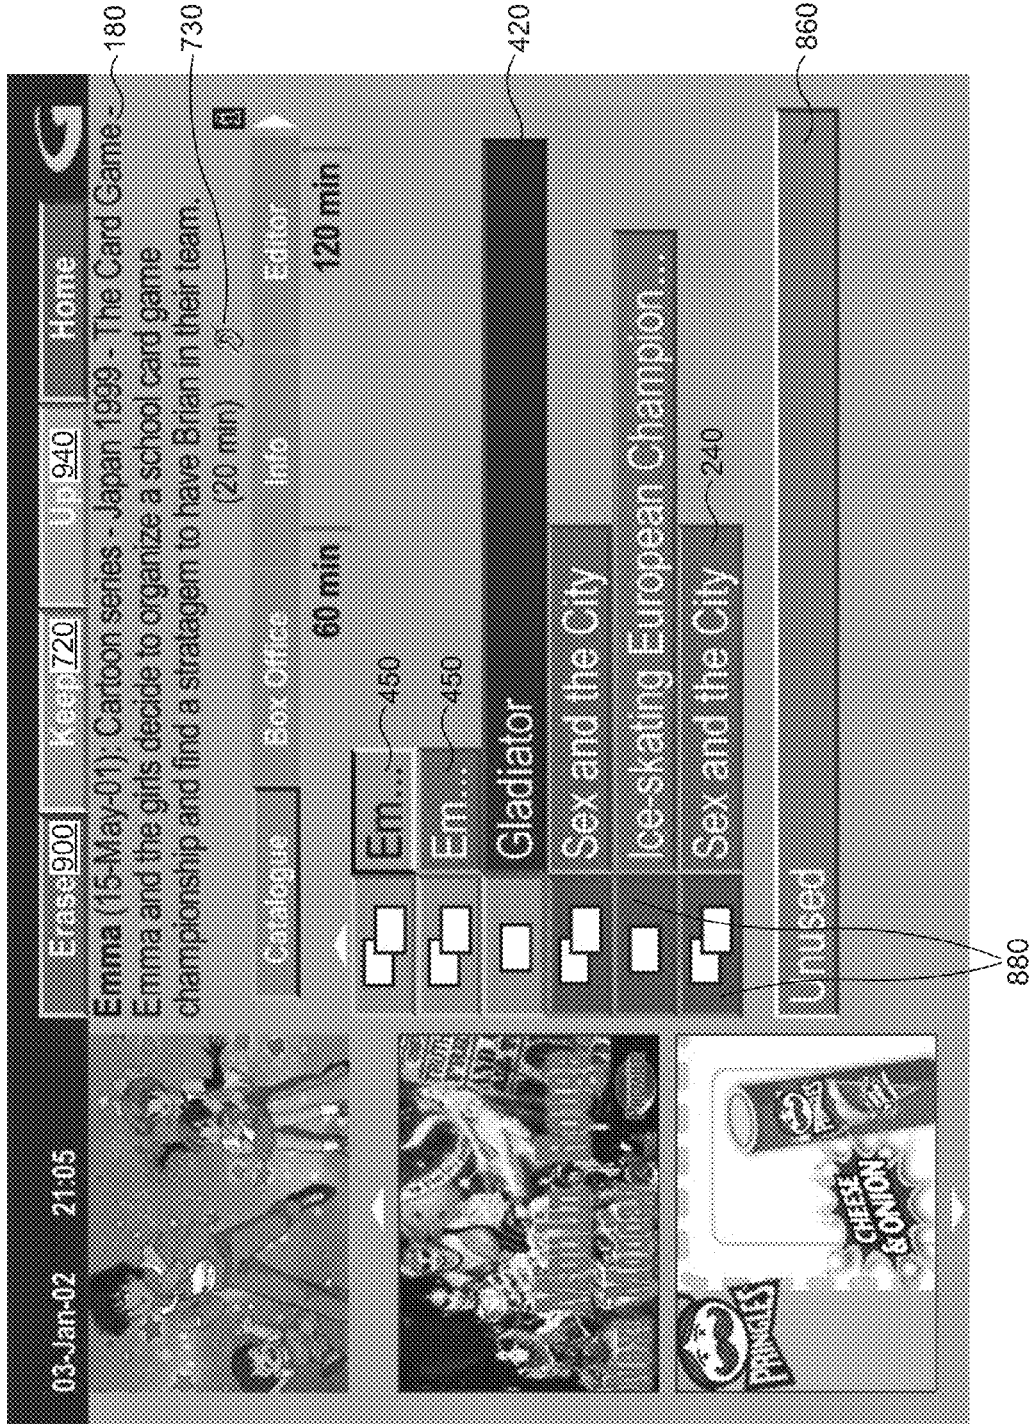 03-Jan-02 21:05
Erase 900 Keep 720 Up 940 Home
Emma (15-May-01): Cartoon series - Japan 1999 - The Card Game -
Emma and the girls decide to organize a school card game
championship and find a stratagem to have Brian in their team.
(20 min)
Catalogue Box Office Info Editor
60 min 120 min
Em...
Em...
Gladiator
Sex and the City
Ice-skating European Champion...
Sex and the City
Unused
PRINGLES
CHEESE
& ONION
180
730
420
860
450
450
240
880